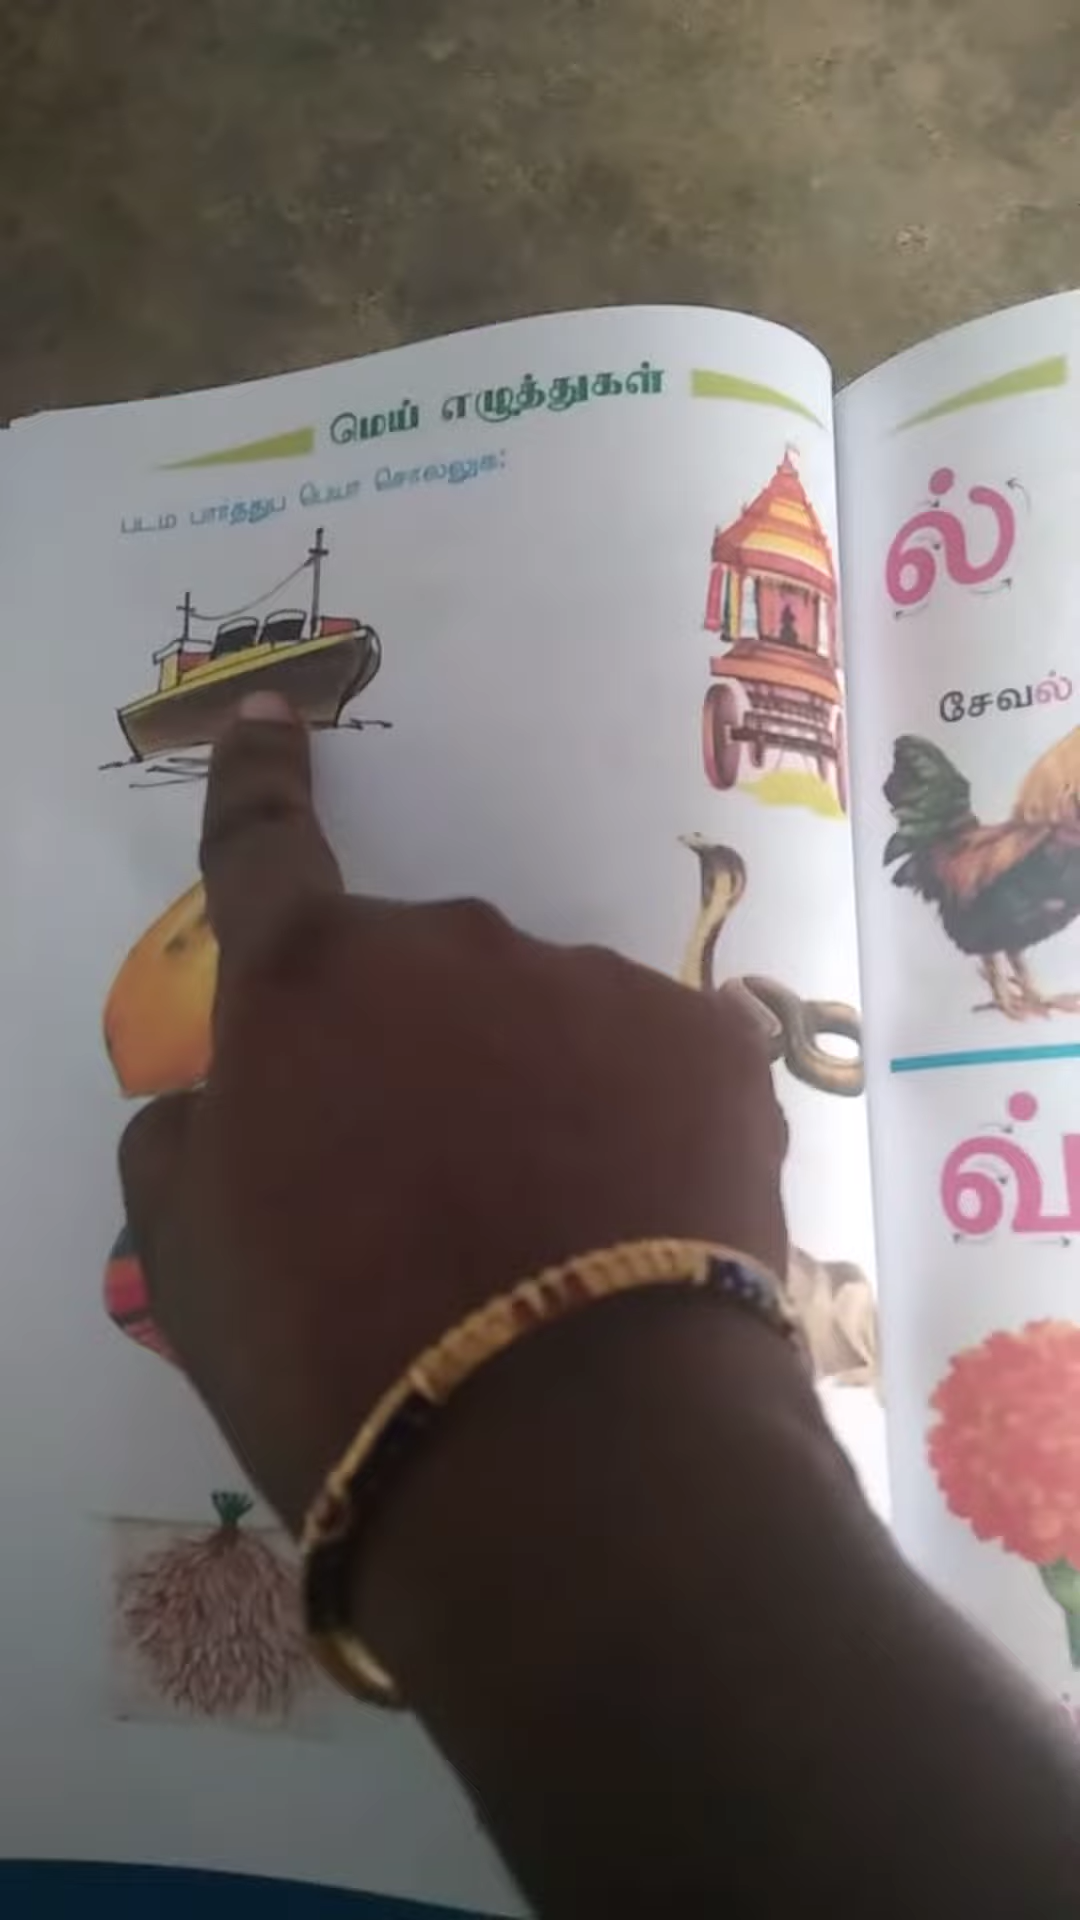 மெய் எழுத்துகள்
படம் பார்த்துப் பெயர் சொல்லுக:
ல்
சேவல்
வ்